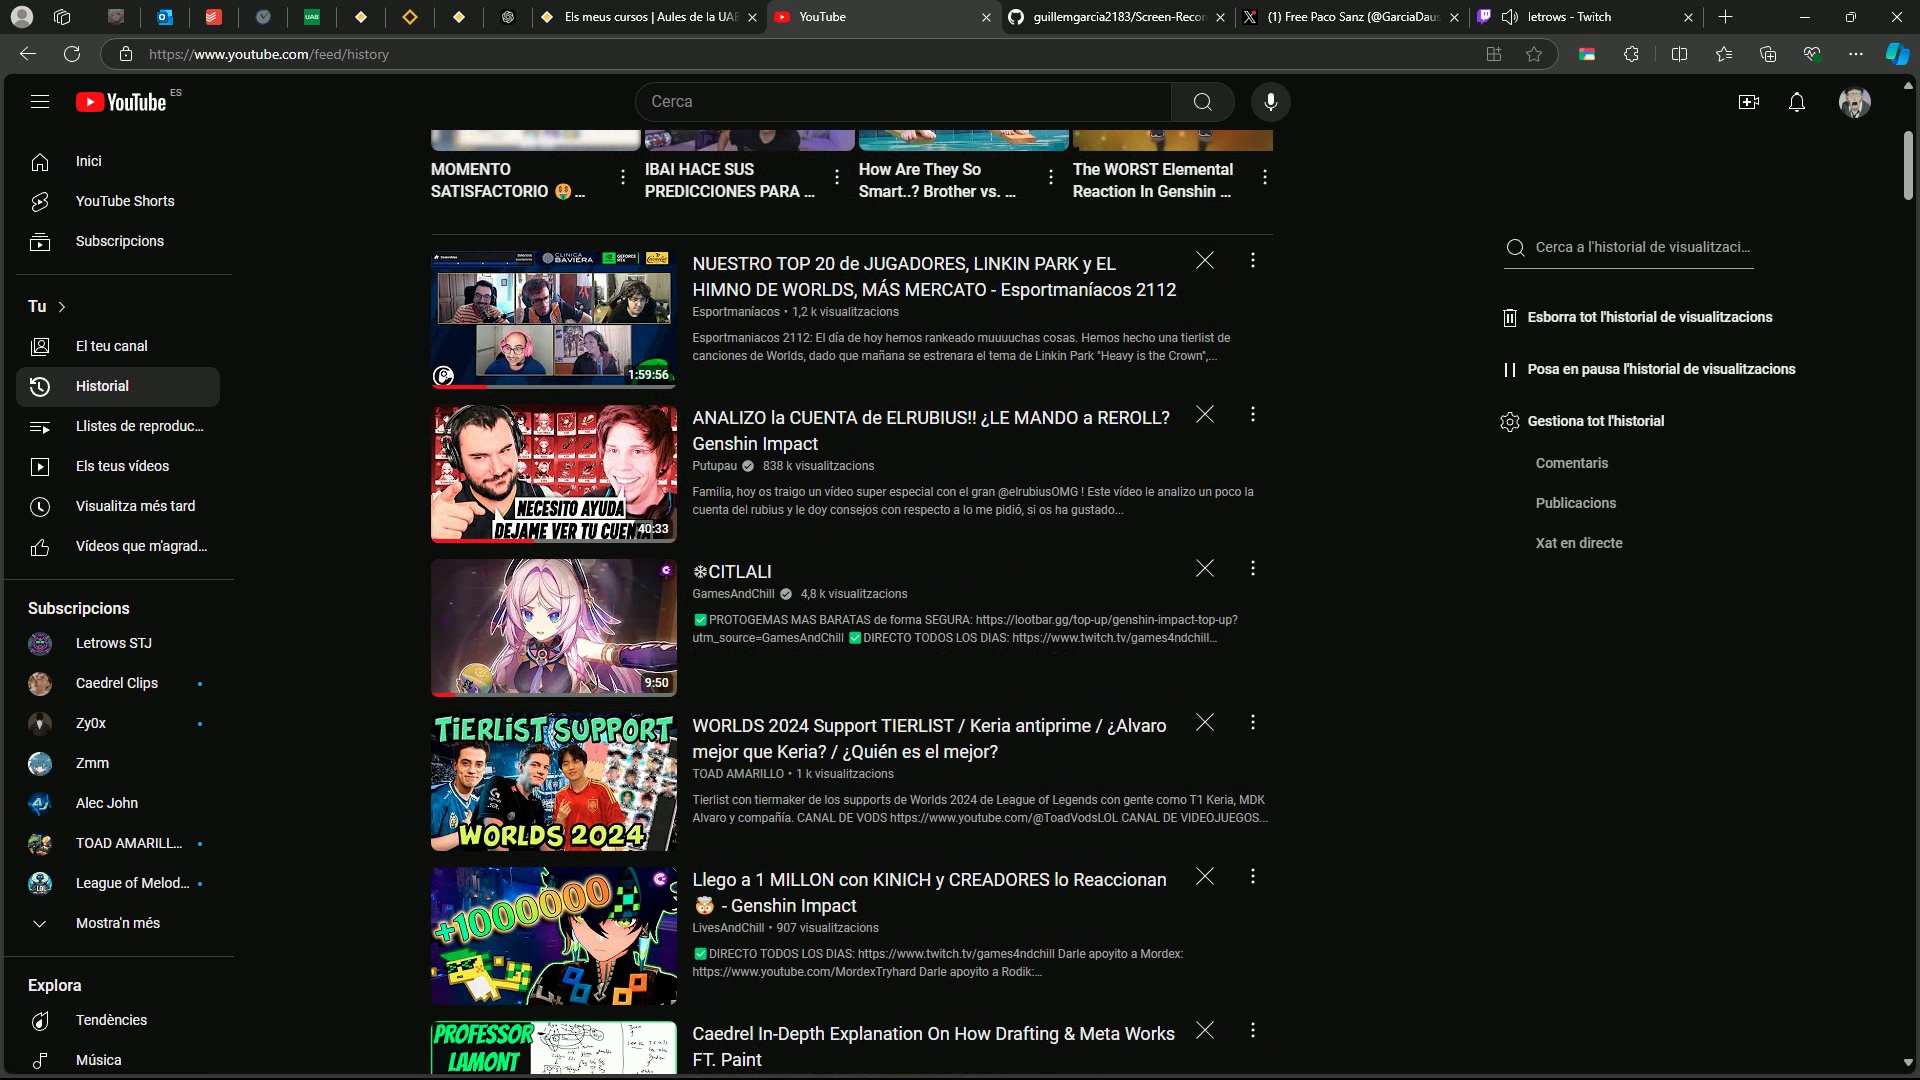 Els meus cursos | Aules de la UAB
YouTube
guillemgarcia2183/Screen-Recor
(1) Free Paco Sanz (@GarciaDaus
letrows - Twitch
https://www.youtube.com/feed/history
YouTube ES
Cerca
Inici
YouTube Shorts
Subscripcions
Tu
El teu canal
Historial
Llistes de reproduc...
Els teus vídeos
Visualitza més tard
Vídeos que m'agrad...
Subscripcions
Letrows STJ
Caedrel Clips
Zy0x
Zmm
Alec John
TOAD AMARILL...
League of Melod...
Mostra'n més
Explora
Tendències
Música
MOMENTO
SATISFACTORIO 🤑 ...
IBAI HACE SUS
PREDICCIONES PARA ...
How Are They So
Smart..? Brother vs. ...
The WORST Elemental
Reaction In Genshin ...
CLINICA
BAVIERA
1:59:56
NUESTRO TOP 20 de JUGADORES, LINKIN PARK y EL
HIMNO DE WORLDS, MÁS MERCATO - Esportmaníacos 2112
Esportmaníacos • 1,2 k visualitzacions
Esportmaniacos 2112: El día de hoy hemos rankeado muuuuchas cosas. Hemos hecho una tierlist de
canciones de Worlds, dado que mañana se estrenara el tema de Linkin Park "Heavy is the Crown",...
NECESITO AYUDA
DEJAME VER TU CUENTA
40:33
ANALIZO la CUENTA de ELRUBIUS!! ¿LE MANDO a REROLL?
Genshin Impact
Putupau 838 k visualitzacions
Familia, hoy os traigo un vídeo super especial con el gran @elrubiusOMG ! Este vídeo le analizo un poco la
cuenta del rubius y le doy consejos con respecto a lo me pidió, si os ha gustado...
9:50
❄CITLALI
GamesAndChill 4,8 k visualitzacions
✅PROTOGEMAS MAS BARATAS de forma SEGURA: https://lootbar.gg/top-up/genshin-impact-top-up?
utm_source=GamesAndChill ✅DIRECTO TODOS LOS DIAS: https://www.twitch.tv/games4ndchill...
TIERLIST SUPPORT
WORLDS 2024
WORLDS 2024 Support TIERLIST / Keria antiprime / ¿Alvaro
mejor que Keria? / ¿Quién es el mejor?
TOAD AMARILLO • 1 k visualitzacions
Tierlist con tiermaker de los supports de Worlds 2024 de League of Legends con gente como T1 Keria, MDK
Alvaro y compañía. CANAL DE VODS https://www.youtube.com/@ToadVodsLOL CANAL DE VIDEOJUEGOS...
+1000000
Llego a 1 MILLON con KINICH y CREADORES lo Reaccionan
🤯 - Genshin Impact
LivesAndChill • 907 visualitzacions
✅DIRECTO TODOS LOS DIAS: https://www.twitch.tv/games4ndchill Darle apoyito a Mordex:
https://www.youtube.com/MordexTryhard Darle apoyito a Rodik:...
PROFESSOR
LAMONT
Caedrel In-Depth Explanation On How Drafting & Meta Works
FT. Paint
Cerca a l'historial de visualitzaci...
Esborra tot l'historial de visualitzacions
Posa en pausa l'historial de visualitzacions
Gestiona tot l'historial
Comentaris
Publicacions
Xat en directe